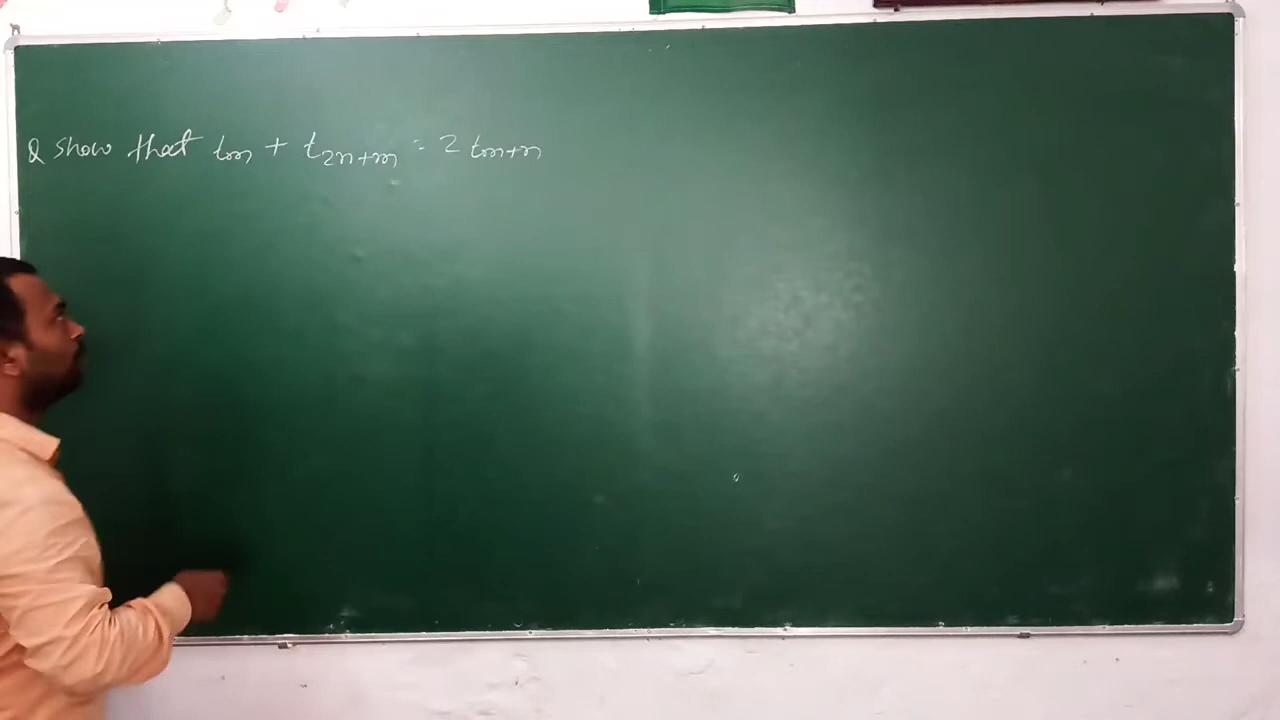 Q show that tm + t2n+m = 2 tm+n